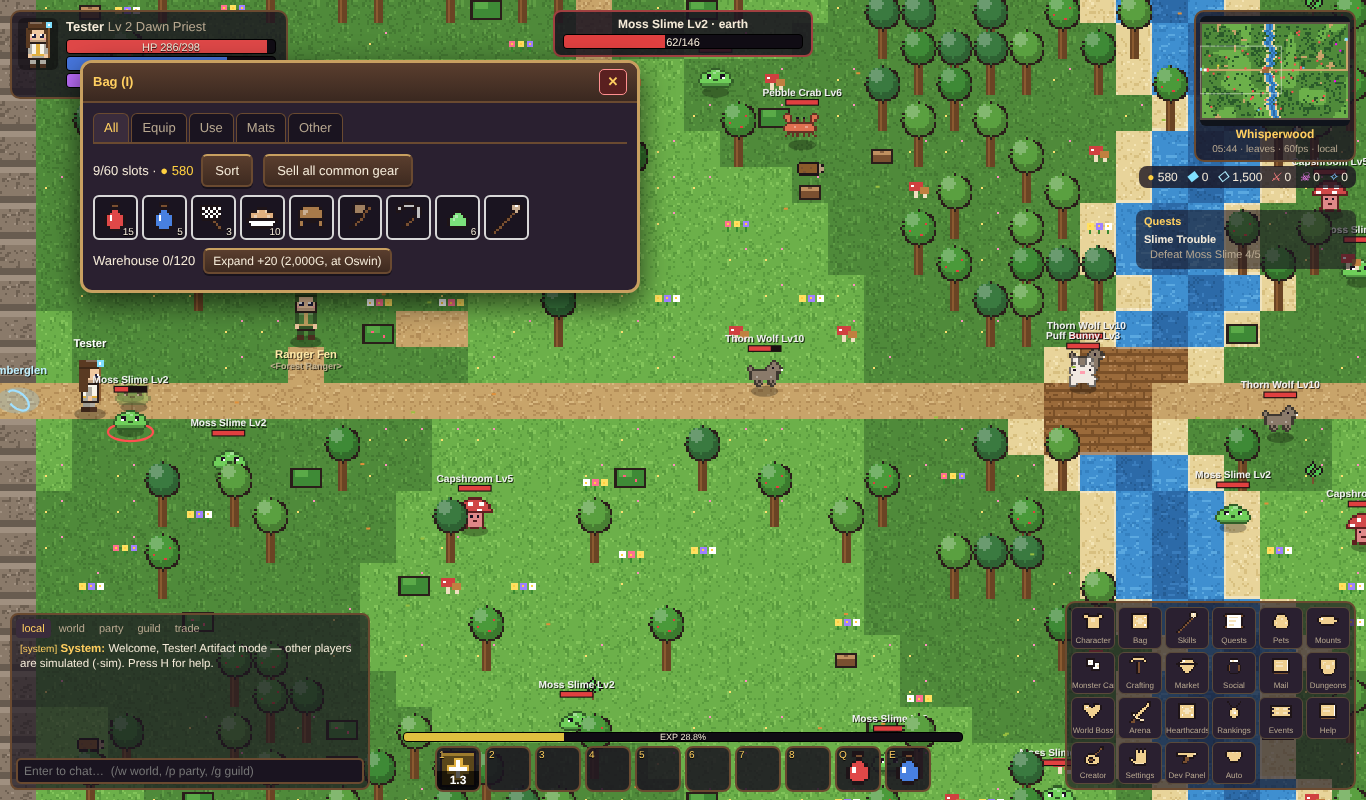 Tester Lv 2 Dawn Priest
HP 286/298
Moss Slime Lv2 · earth
62/146
Whisperwood
05:44 · leaves · 60fps · local
580 0 1,500 0 0 0
Quests
Slime Trouble
Defeat Moss Slime 4/5
Bag (I)
×
All
Equip
Use
Mats
Other
9/60 slots · ● 580
Sort
Sell all common gear
15
5
3
10
6
Warehouse 0/120
Expand +20 (2,000G, at Oswin)
Pebble Crab Lv6
Capshroom Lv5
Thorn Wolf Lv10
Puff Bunny Lv3
Thorn Wolf Lv10
Thorn Wolf Lv10
Tester
Ranger Fen
<Forest Ranger>
Moss Slime Lv2
Moss Slime Lv2
Capshroom Lv5
Moss Slime Lv2
Moss Slime Lv2
Moss Slime
local
world
party
guild
trade
[system] System: Welcome, Tester! Artifact mode — other players
are simulated (·sim). Press H for help.
Enter to chat… (/w world, /p party, /g guild)
EXP 28.8%
1
1.3
2
3
4
5
6
7
8
Q
E
Character
Bag
Skills
Quests
Pets
Mounts
Monster Ca
Crafting
Market
Social
Mail
Dungeons
World Boss
Arena
Hearthcards
Rankings
Events
Help
Creator
Settings
Dev Panel
Auto